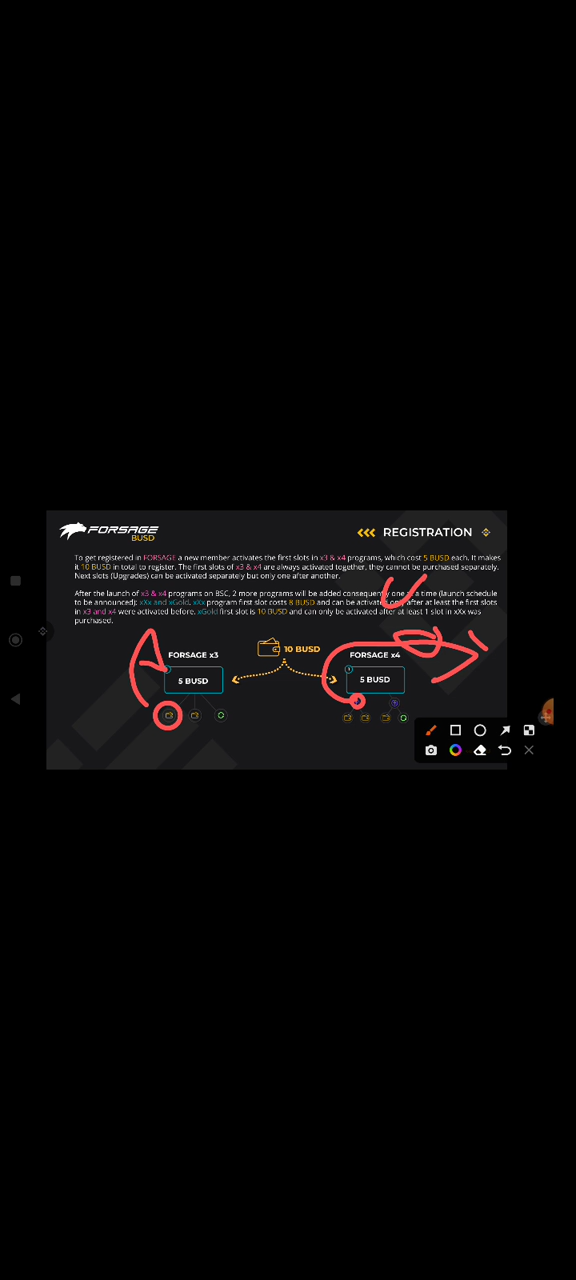 FORSAGE
BUSD
REGISTRATION
To get registered in FORSAGE a new member activates the first slots in x3 & x4 programs, which cost 5 BUSD each. It makes
it 10 BUSD in total to register. The first slots of x3 & x4 are always activated together, they cannot be purchased separately.
Next slots (Upgrades) can be activated separately but only one after another.
After the launch of x3 & x4 programs on BSC, 2 more programs will be added consequently one at a time (launch schedule
to be announced): xXx and xGold. xXx program first slot costs 8 BUSD and can be activated only after at least the first slots
in x3 and x4 were activated before. xGold first slot is 10 BUSD and can only be activated after at least 1 slot in xXx was
purchased.
10 BUSD
FORSAGE x3
5 BUSD
FORSAGE x4
1
5 BUSD